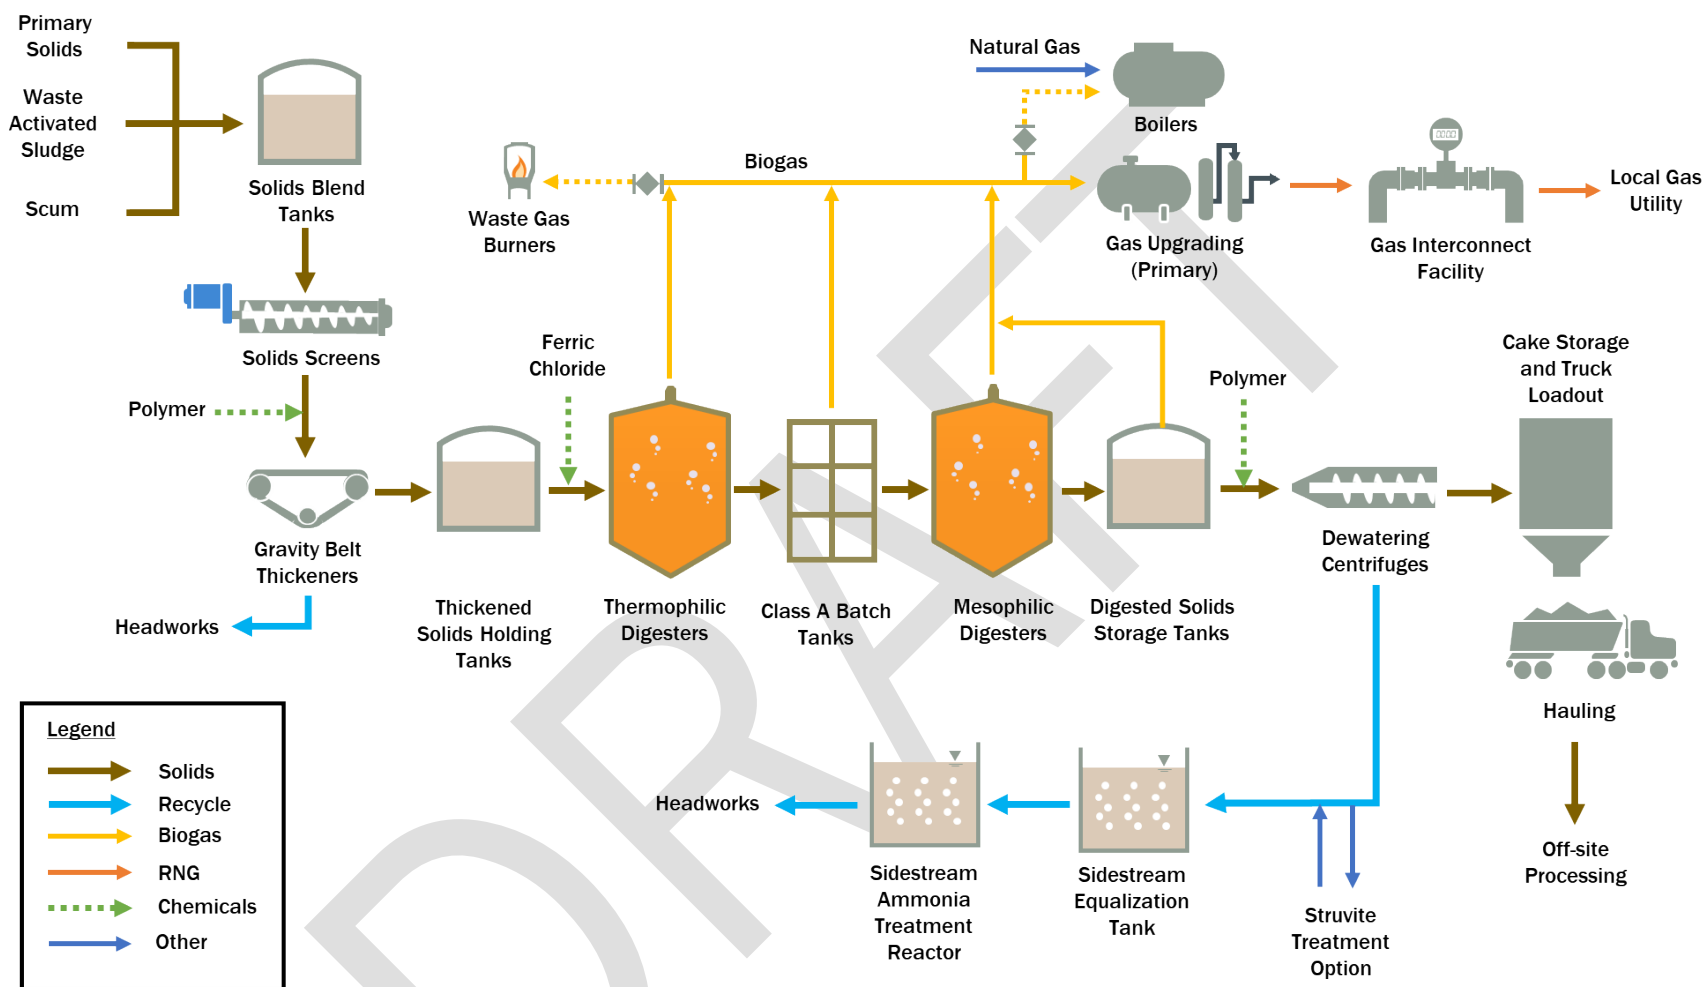 Primary
Solids
Waste
Activated
Sludge
Scum
Solids Blend
Tanks
Solids Screens
Polymer
Gravity Belt
Thickeners
Headworks
Thickened
Solids Holding
Tanks
Ferric
Chloride
Thermophilic
Digesters
Class A Batch
Tanks
Mesophilic
Digesters
Digested Solids
Storage Tanks
Polymer
Dewatering
Centrifuges
Cake Storage
and Truck
Loadout
Hauling
Off-site
Processing
Waste Gas
Burners
Biogas
Natural Gas
Boilers
Gas Upgrading
(Primary)
0000
Gas Interconnect
Facility
Local Gas
Utility
Headworks
Sidestream
Ammonia
Treatment
Reactor
Sidestream
Equalization
Tank
Struvite
Treatment
Option
Legend
Solids
Recycle
Biogas
RNG
Chemicals
Other
DRAFT